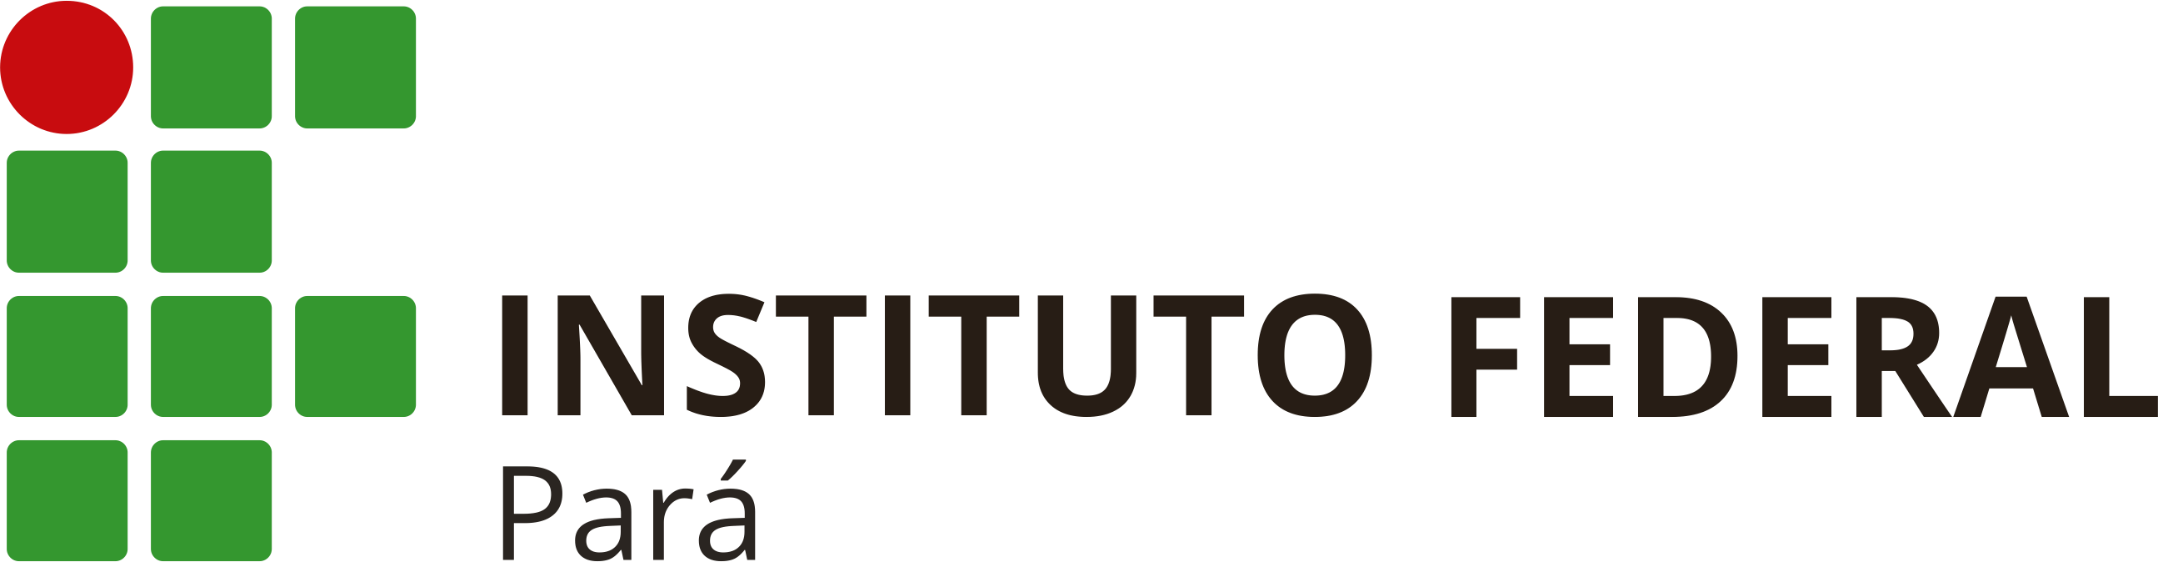 INSTITUTO FEDERAL
Pará